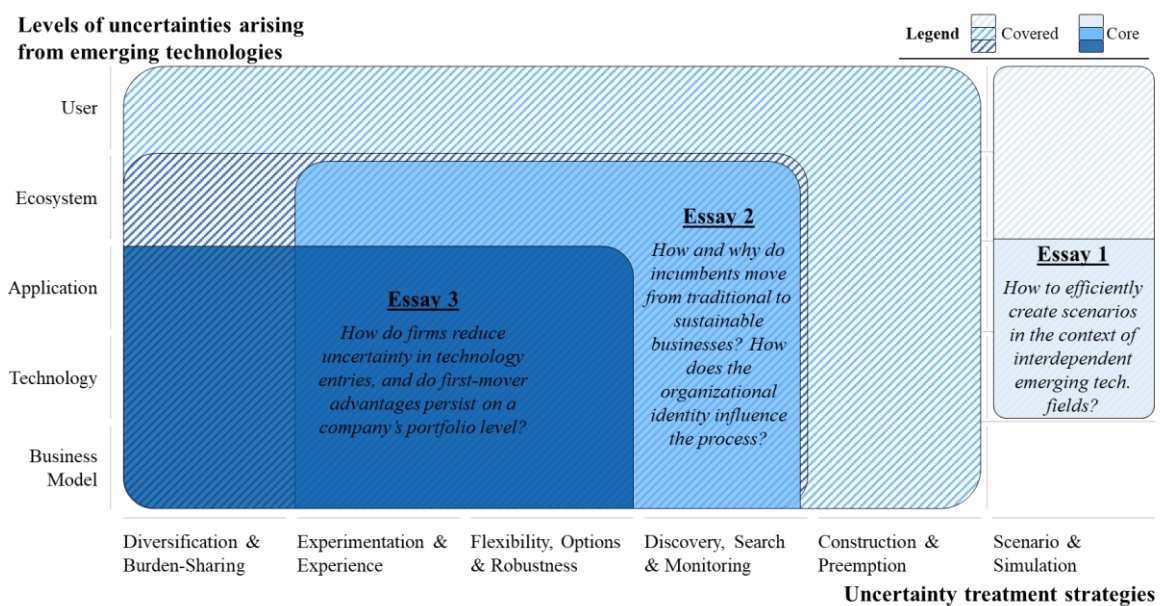 Levels of uncertainties arising
from emerging technologies
Legend
Covered
Core
User
Ecosystem
Application
Technology
Business
Model
Essay 3
How do firms reduce
uncertainty in technology
entries, and do first-mover
advantages persist on a
company's portfolio level?
Essay 2
How and why do
incumbents move
from traditional to
sustainable
businesses? How
does the
organizational
identity influence
the process?
Essay 1
How to efficiently
create scenarios
in the context of
interdependent
emerging tech.
fields?
Diversification &
Burden-Sharing
Experimentation &
Experience
Flexibility, Options
& Robustness
Discovery, Search
& Monitoring
Construction &
Preemption
Scenario &
Simulation
Uncertainty treatment strategies